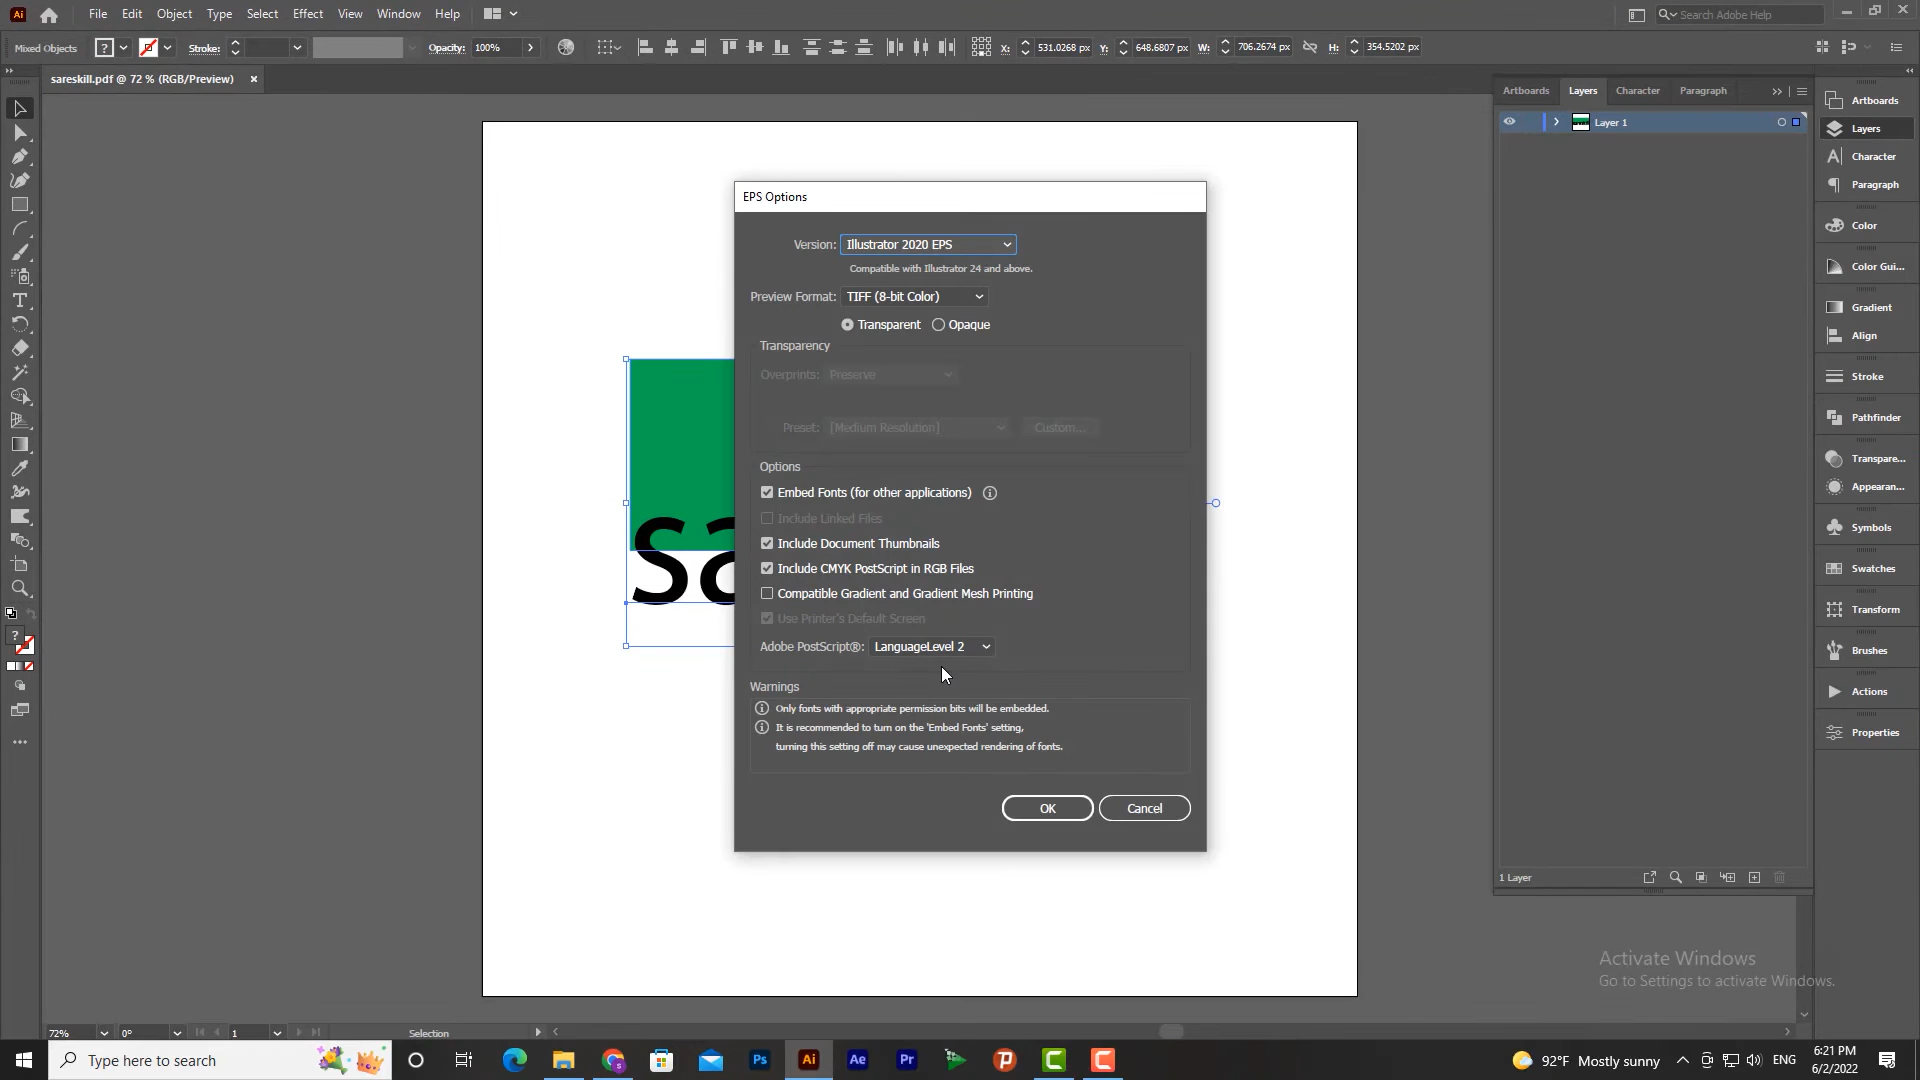 Ai File Edit Object Type Select Effect View Window Help Search Adobe Help
Mixed Objects ? Stroke: Opacity: 100% X: 531.0268 px Y: 648.6807 px W: 706.2674 px H: 354.5202 px
sareskill.pdf @ 72 % (RGB/Preview) ×
Artboards Layers Character Paragraph
Layer 1
1 Layer
Artboards
Layers
Character
Paragraph
Color
Color Gui...
Gradient
Align
Stroke
Pathfinder
Transpare...
Appearan...
Symbols
Swatches
Transform
Brushes
Actions
Properties
EPS Options
Version: Illustrator 2020 EPS
Compatible with Illustrator 24 and above.
Preview Format: TIFF (8-bit Color)
Transparent Opaque
Transparency
Overprints: Preserve
Preset: [Medium Resolution] Custom...
Options
Embed Fonts (for other applications)
Include Linked Files
Include Document Thumbnails
Include CMYK PostScript in RGB Files
Compatible Gradient and Gradient Mesh Printing
Use Printer's Default Screen
Adobe PostScript®: LanguageLevel 2
Warnings
Only fonts with appropriate permission bits will be embedded.
It is recommended to turn on the 'Embed Fonts' setting,
turning this setting off may cause unexpected rendering of fonts.
OK Cancel
Sa
Activate Windows
Go to Settings to activate Windows.
72% 0° 1 Selection
Type here to search Ps Ai Ae Pr 92°F Mostly sunny ENG
6:21 PM
6/2/2022